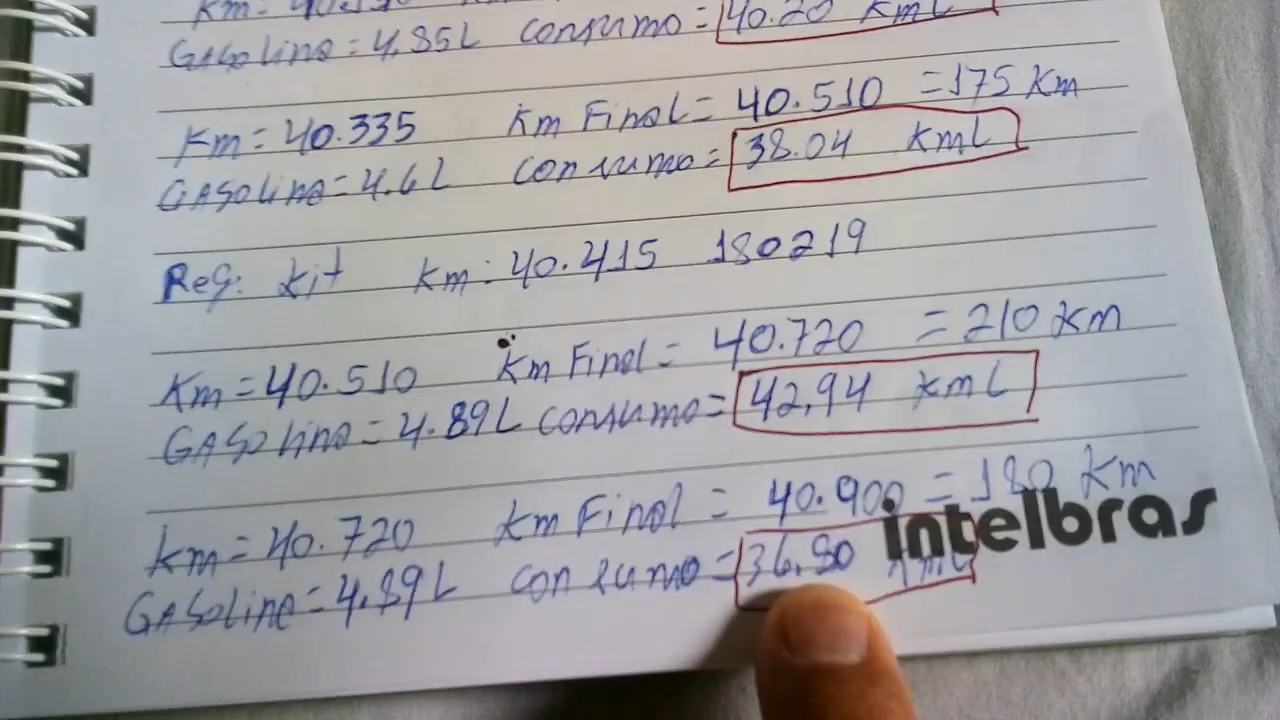 Km:
Gasolina=4.85L consumo=40.20 KmL
Km=40.335 Km Final=40.510 =175 Km
Gasolina=4.6L consumo=38.04 KmL
Reg: kit Km:40.415 180219
Km=40.510 Km Final=40.720 =210 Km
Gasolina=4.89L consumo=42.94 KmL
Km=40.720 Km Final=40.900 =180 Km
Gasolina=4.89L consumo=36.80 KmL
intelbras